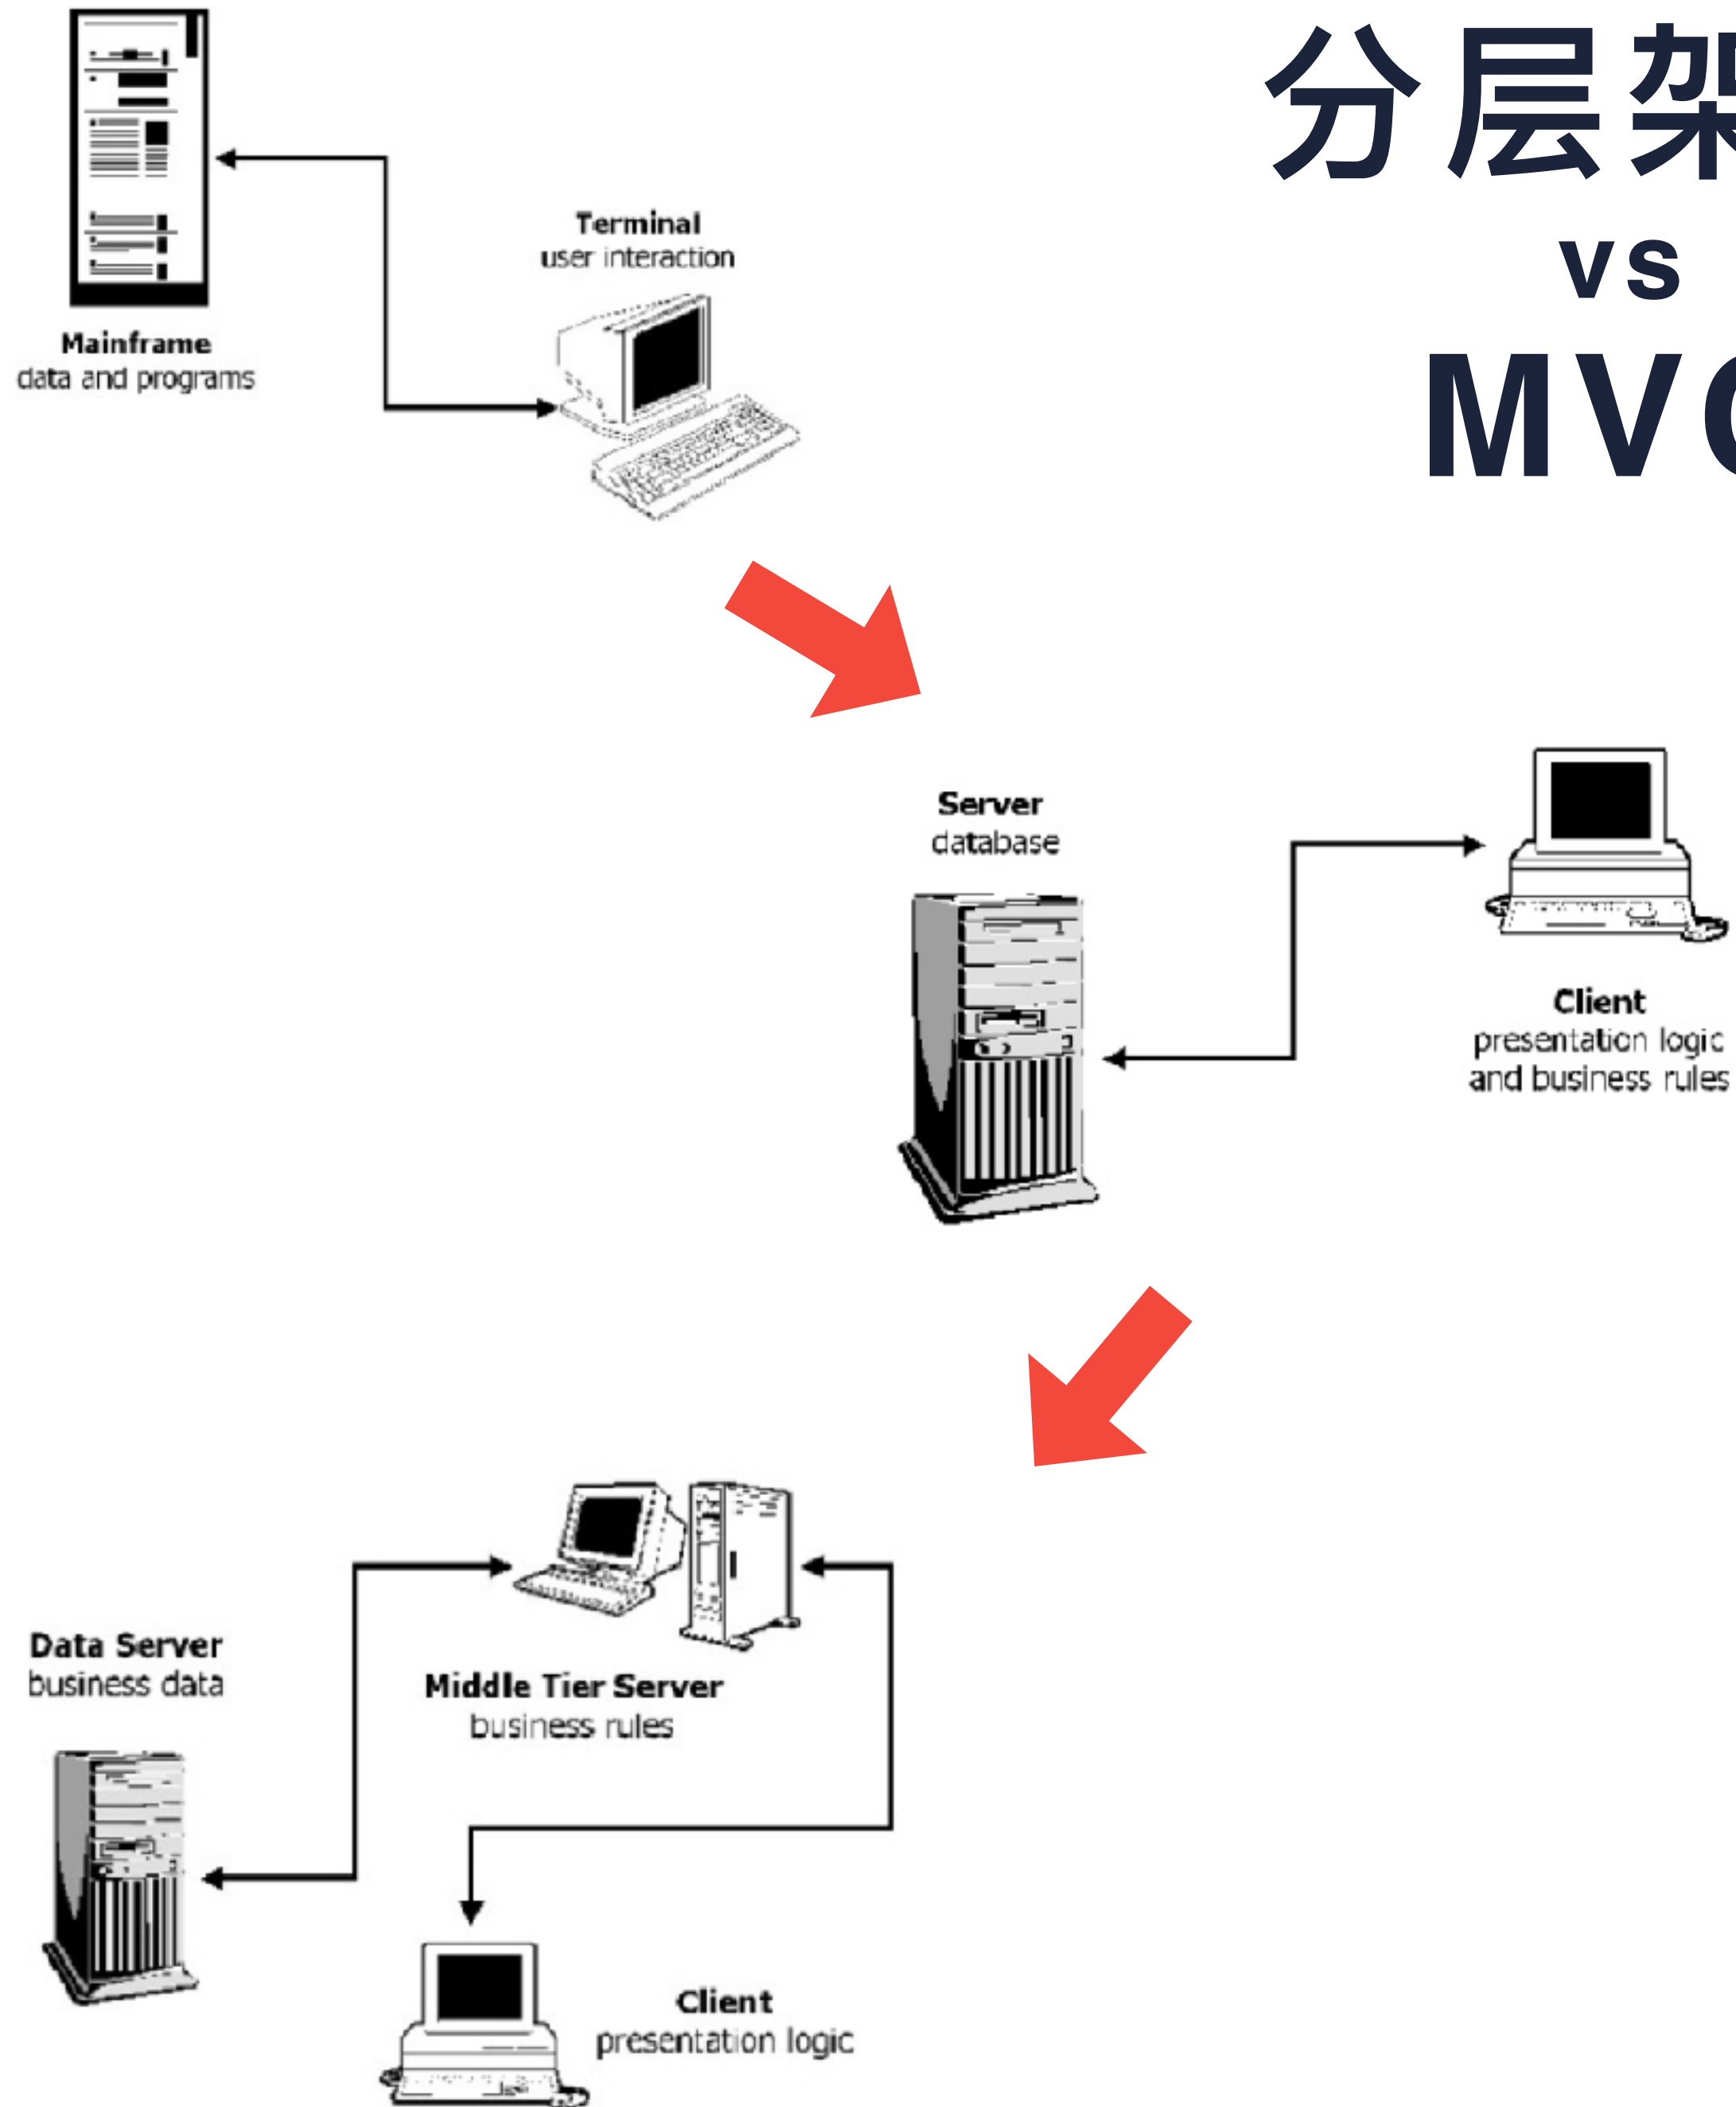 分层架
vs
MVC
Terminal
user interaction
Mainframe
data and programs
Server
database
Client
presentation logic
and business rules
Data Server
business data
Middle Tier Server
business rules
Client
presentation logic